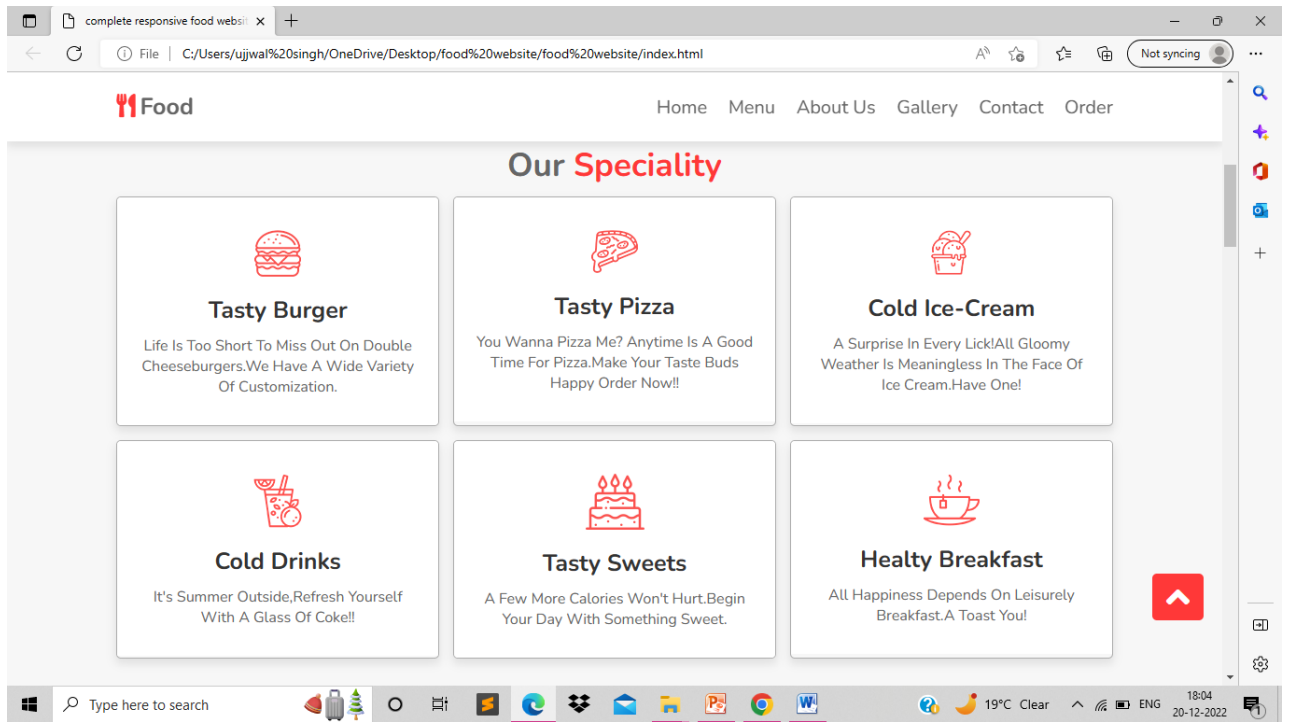 complete responsive food websit
File | C:/Users/ujjwal%20singh/OneDrive/Desktop/food%20website/food%20website/index.html
Not syncing
Food
Home Menu About Us Gallery Contact Order
Our Speciality
Tasty Burger
Life Is Too Short To Miss Out On Double
Cheeseburgers.We Have A Wide Variety
Of Customization.
Tasty Pizza
You Wanna Pizza Me? Anytime Is A Good
Time For Pizza.Make Your Taste Buds
Happy Order Now!!
Cold Ice-Cream
A Surprise In Every Lick!All Gloomy
Weather Is Meaningless In The Face Of
Ice Cream.Have One!
Cold Drinks
It's Summer Outside,Refresh Yourself
With A Glass Of Coke!!
Tasty Sweets
A Few More Calories Won't Hurt.Begin
Your Day With Something Sweet.
Healty Breakfast
All Happiness Depends On Leisurely
Breakfast.A Toast You!
Type here to search
19°C Clear
ENG
18:04
20-12-2022
1